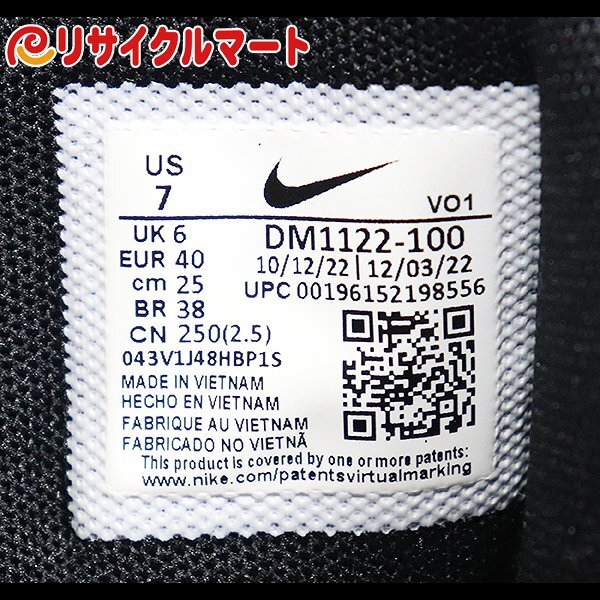 リサイクルマート
US
7
VO1
UK 6
EUR 40
cm 25
BR 38
CN 250(2.5)
DM1122-100
10/12/22 | 12/03/22
UPC 00196152198556
043V1J48HBP1S
MADE IN VIETNAM
HECHO EN VIETNAM
FABRIQUE AU VIETNAM
FABRICADO NO VIETNÃ
This product is covered by one or more patents:
www.nike.com/patentsvirtualmarking